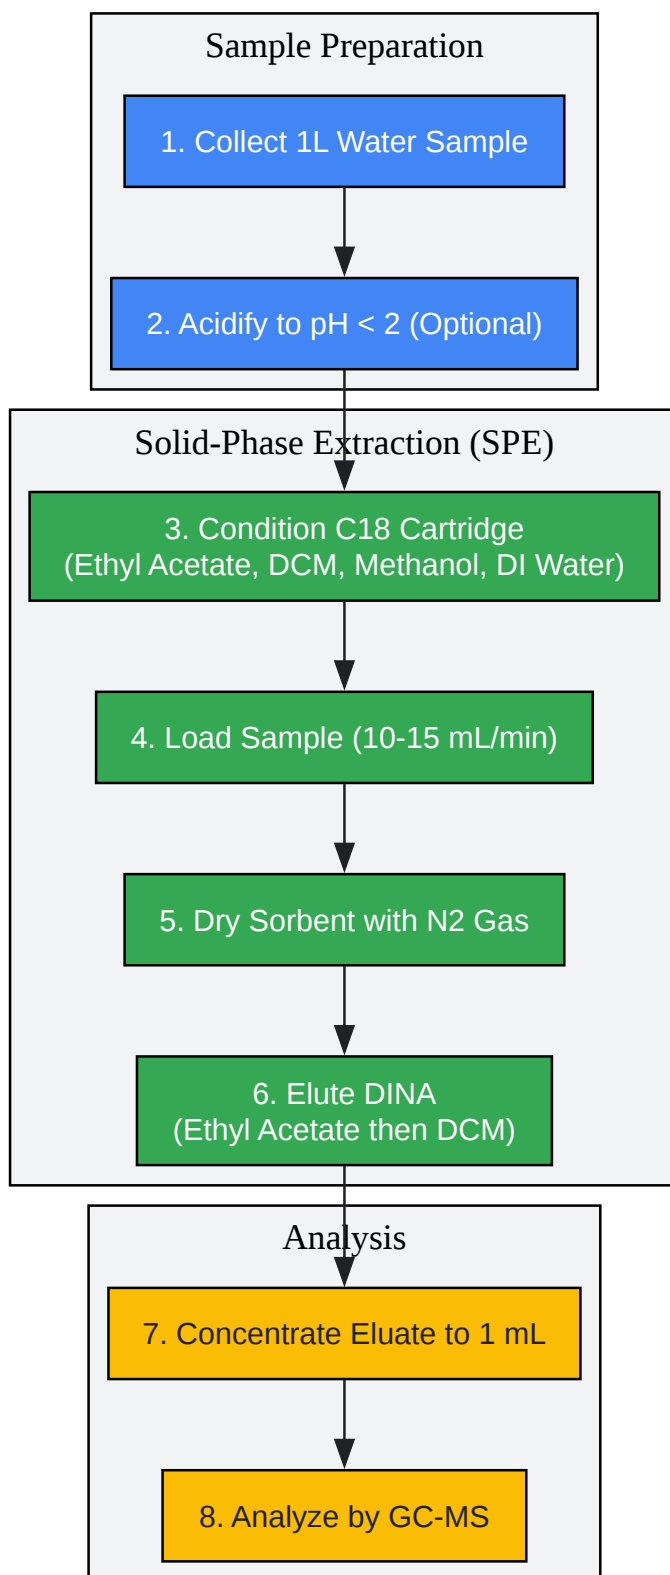 Sample Preparation
1. Collect 1L Water Sample
2. Acidify to pH < 2 (Optional)
Solid-Phase Extraction (SPE)
3. Condition C18 Cartridge
(Ethyl Acetate, DCM, Methanol, DI Water)
4. Load Sample (10-15 mL/min)
5. Dry Sorbent with N2 Gas
6. Elute DINA
(Ethyl Acetate then DCM)
Analysis
7. Concentrate Eluate to 1 mL
8. Analyze by GC-MS